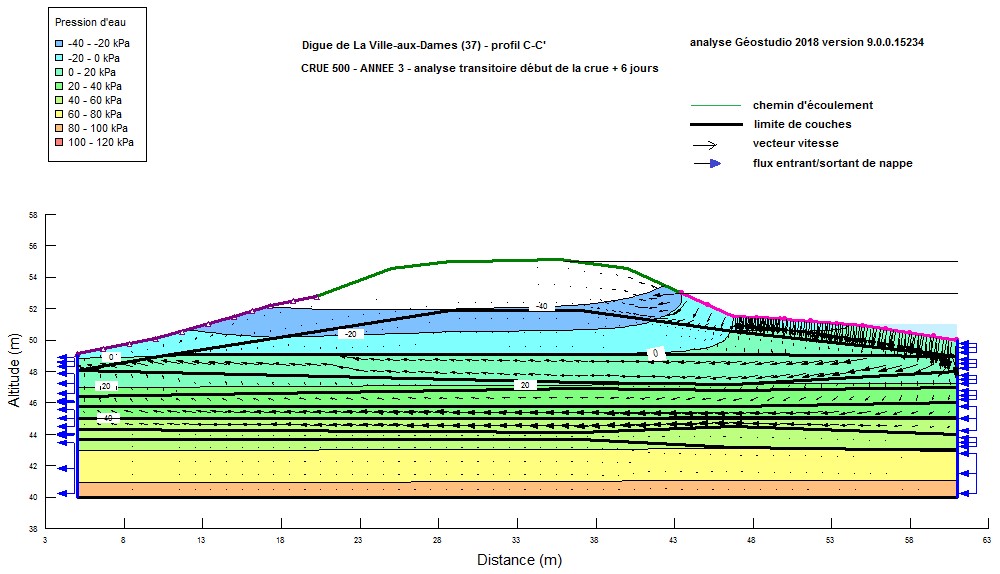 Pression d'eau
-40 - -20 kPa
-20 - 0 kPa
0 - 20 kPa
20 - 40 kPa
40 - 60 kPa
60 - 80 kPa
80 - 100 kPa
100 - 120 kPa
Digue de La Ville-aux-Dames (37) - profil C-C'
CRUE 500 - ANNEE 3 - analyse transitoire début de la crue + 6 jours
analyse Géostudio 2018 version 9.0.0.15234
chemin d'écoulement
limite de couches
vecteur vitesse
flux entrant/sortant de nappe
Altitude (m)
58
56
54
52
50
48
46
44
42
40
38
-40
-20
0
0
20
20
40
3
8
13
18
23
28
33
38
43
48
53
58
63
Distance (m)